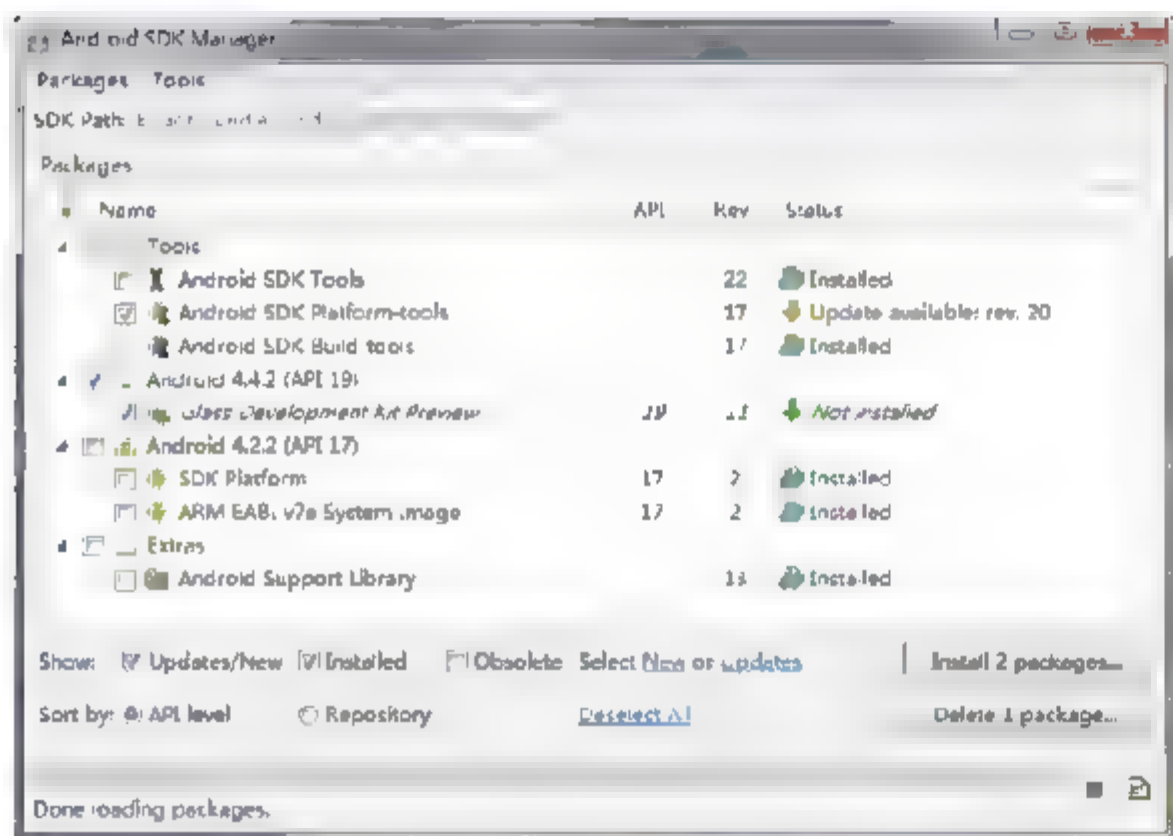 Android SDK Manager
Packages Tools
SDK Path:
Packages
Name API Rev. Status
Tools
Android SDK Tools 22 Installed
Android SDK Platform-tools 17 Update available: rev. 20
Android SDK Build-tools 17 Installed
Android 4.4.2 (API 19)
Glass Development Kit Preview 19 Not installed
Android 4.2.2 (API 17)
SDK Platform 17 2 Installed
ARM EABI v7a System Image 17 2 Installed
Extras
Android Support Library Installed
Show: Updates/New Installed Obsolete Select New or Updates Install 2 packages...
Sort by: API level Repository Deselect All Delete 1 package...
Done loading packages.